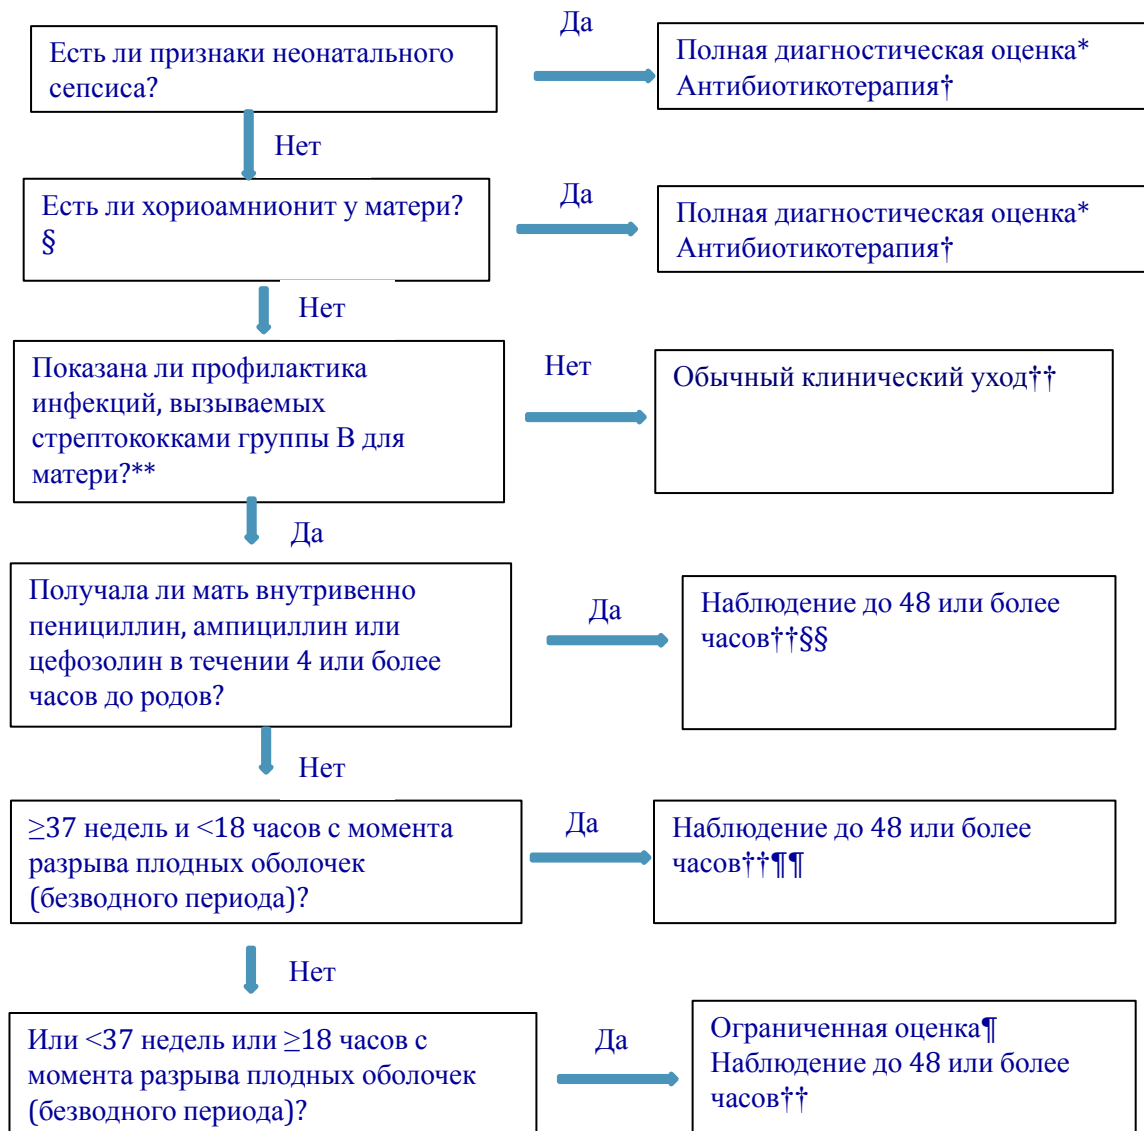 Есть ли признаки неонатального
сепсиса?
Да
Полная диагностическая оценка*
Антибиотикотерапия†
Нет
Есть ли хориоамнионит у матери?
§
Да
Полная диагностическая оценка*
Антибиотикотерапия†
Нет
Показана ли профилактика
инфекций, вызываемых
стрептококками группы В для
матери?**
Нет
Обычный клинический уход††
Да
Получала ли мать внутривенно
пенициллин, ампициллин или
цефозолин в течении 4 или более
часов до родов?
Да
Наблюдение до 48 или более
часов††§§
Нет
≥37 недель и <18 часов с момента
разрыва плодных оболочек
(безводного периода)?
Да
Наблюдение до 48 или более
часов††¶¶
Нет
Или <37 недель или ≥18 часов с
момента разрыва плодных оболочек
(безводного периода)?
Да
Ограниченная оценка¶
Наблюдение до 48 или более
часов††